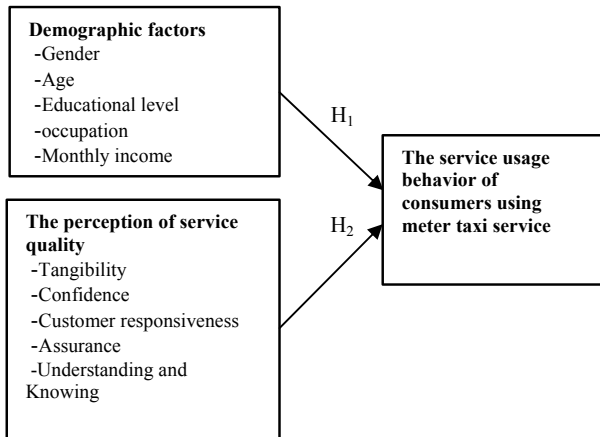 Demographic factors
-Gender
-Age
-Educational level
-occupation
-Monthly income
H1
The service usage
behavior of
consumers using
meter taxi service
The perception of service
quality
-Tangibility
-Confidence
-Customer responsiveness
-Assurance
-Understanding and
Knowing
H2